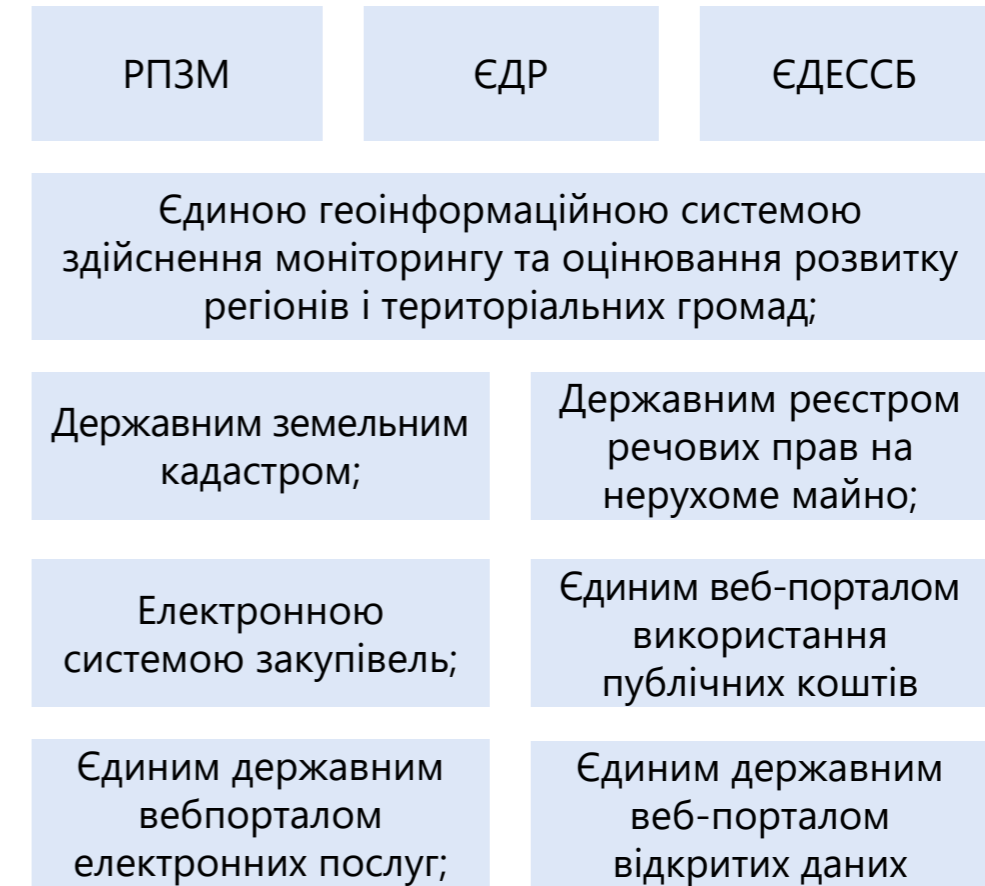 РПЗМ
ЄДР
ЄДЕССБ
Єдиною геоінформаційною системою
здійснення моніторингу та оцінювання розвитку
регіонів і територіальних громад;
Державним земельним
кадастром;
Державним реєстром
речових прав на
нерухоме майно;
Електронною
системою закупівель;
Єдиним веб-порталом
використання
публічних коштів
Єдиним державним
вебпорталом
електронних послуг;
Єдиним державним
веб-порталом
відкритих даних